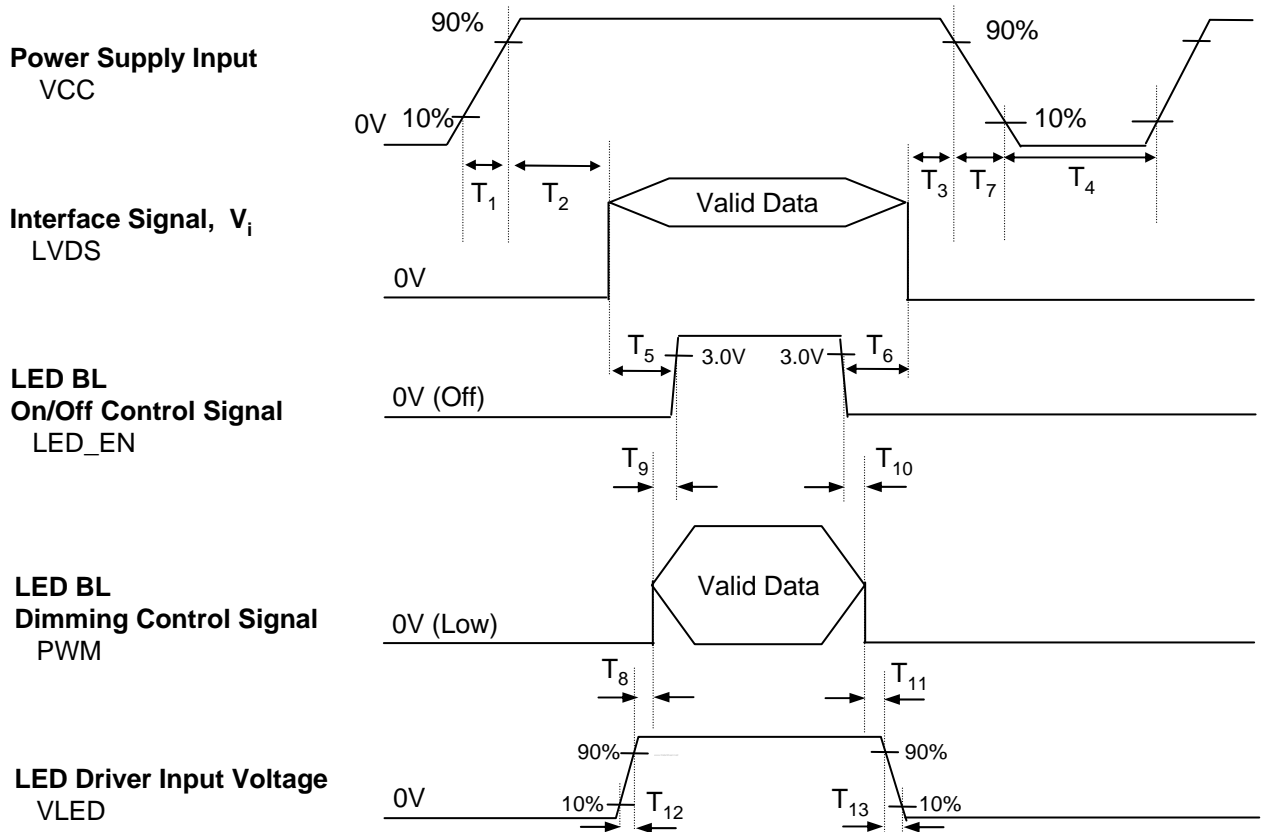 90%
90%
Power Supply Input
VCC
0V
10%
10%
T1
T2
T3
T7
T4
Interface Signal, Vi
LVDS
Valid Data
0V
T5
3.0V
3.0V
T6
LED BL
On/Off Control Signal
LED_EN
0V (Off)
T9
T10
LED BL
Dimming Control Signal
PWM
Valid Data
0V (Low)
T8
T11
90%
90%
LED Driver Input Voltage
VLED
0V
10%
T12
T13
10%